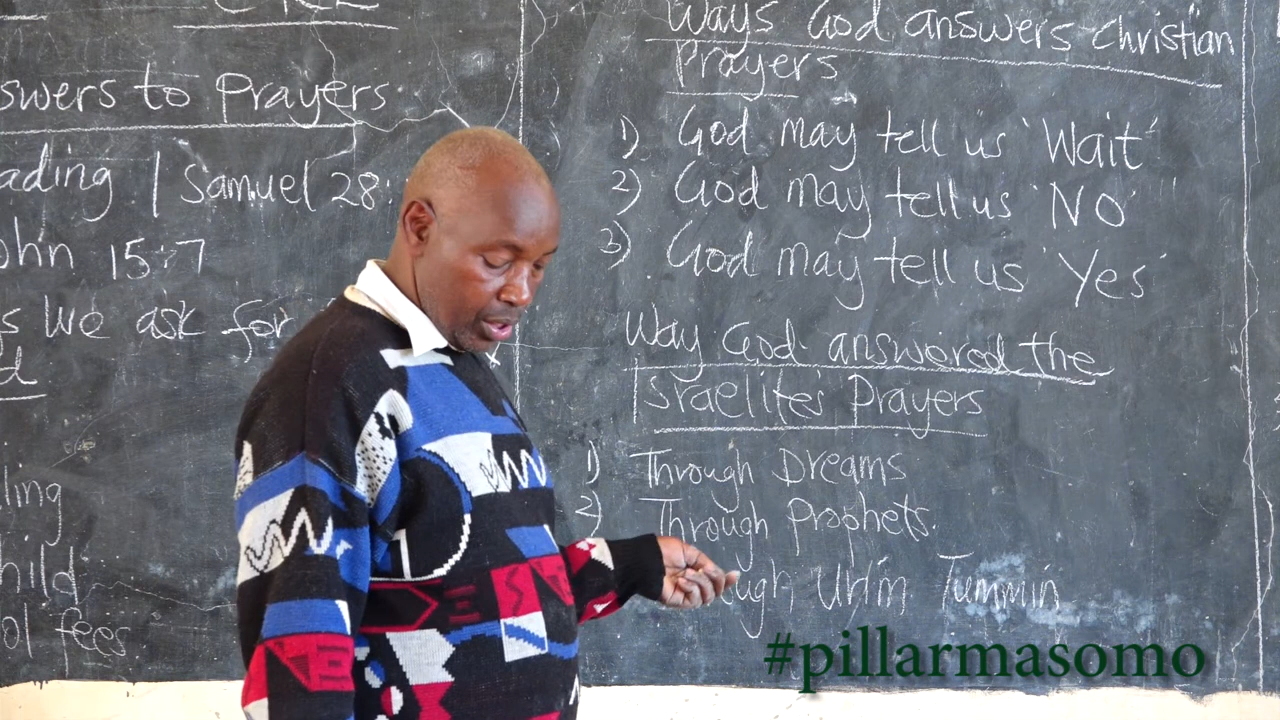 C.R.E
swers to Prayers
ading 1 Samuel 28:
ohn 15:7
s we ask for
d
ling
hild
ol fees
Ways God answers Christian
Prayers
1) God may tell us 'Wait'
2) God may tell us 'NO'
3) God may tell us 'Yes'
Way God answered the
Israelites Prayers
1) Through Dreams
2) Through Prophets.
ough Urim Tummin
#pillarmasomo